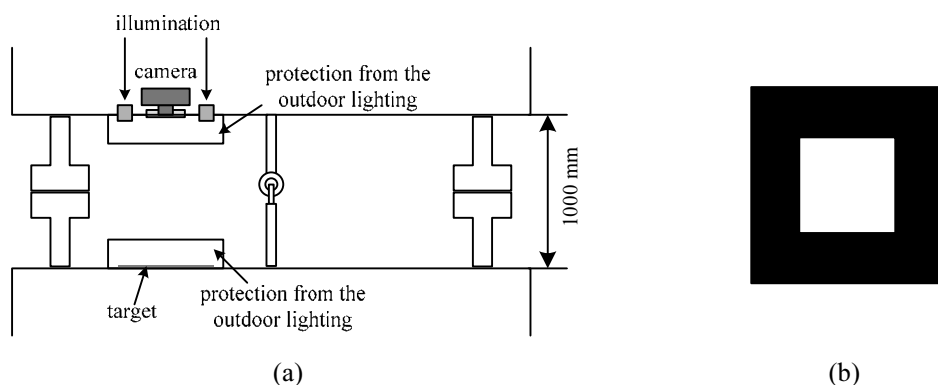 illumination
camera
protection from the
outdoor lighting
1000 mm
protection from the
outdoor lighting
target
(a)
(b)